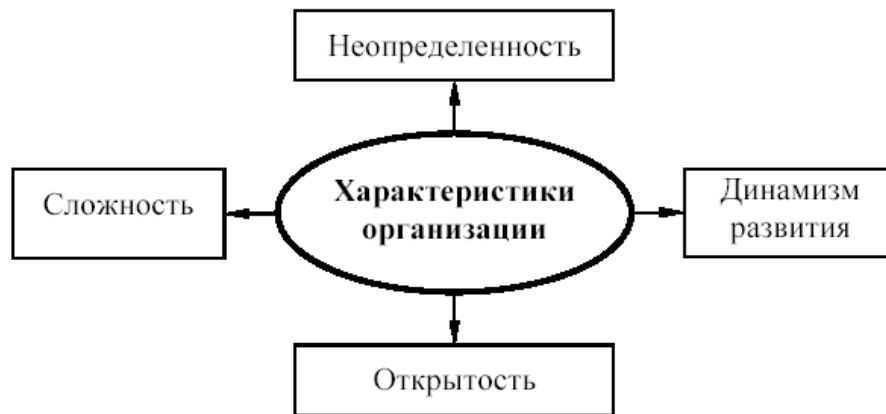 Неопределенность
Сложность
Характеристики
организации
Динамизм
развития
Открытость